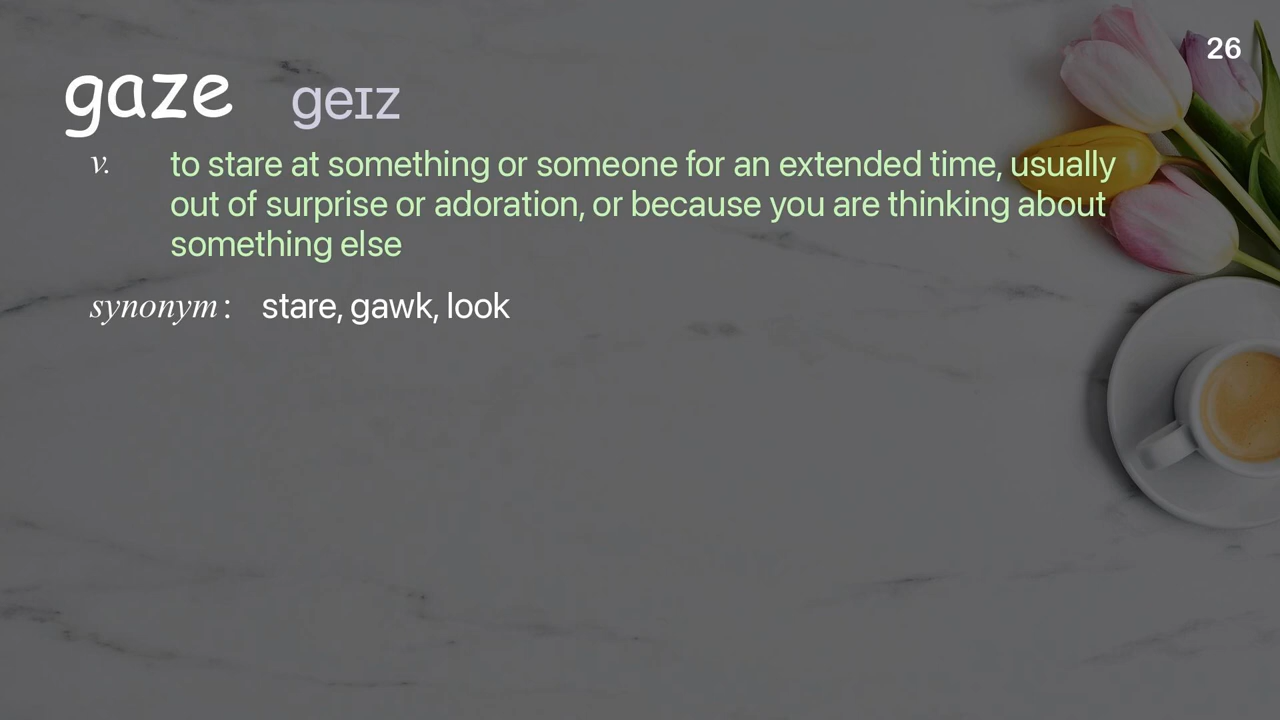 26
gaze geɪz
v. to stare at something or someone for an extended time, usually
out of surprise or adoration, or because you are thinking about
something else
synonym : stare, gawk, look